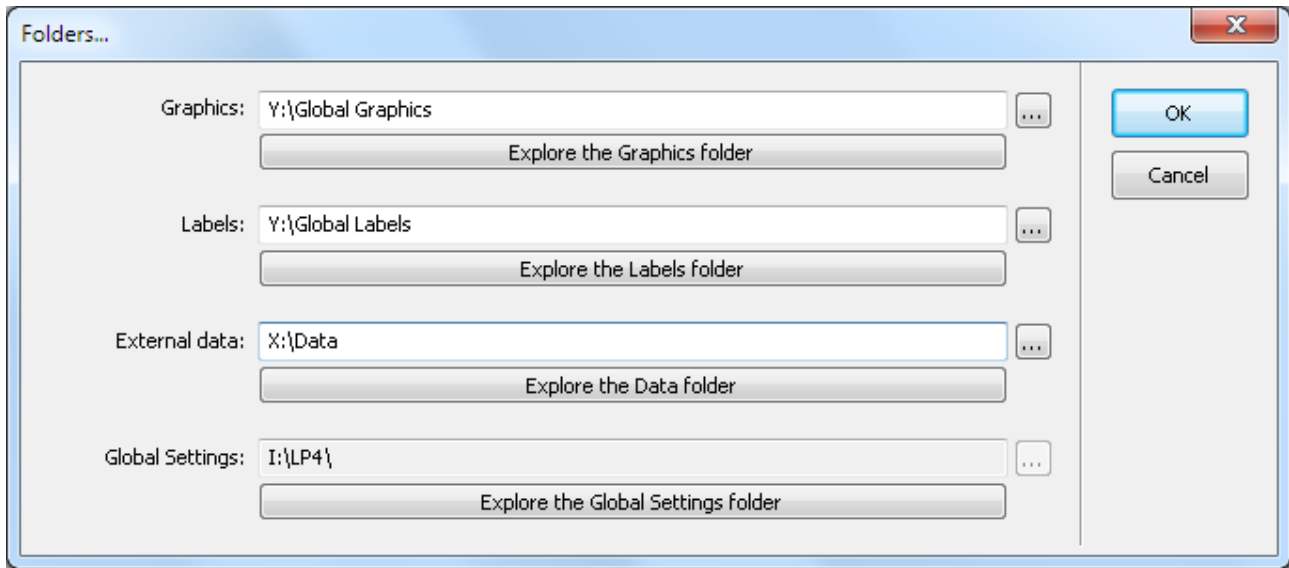 Folders...
Graphics: Y:\Global Graphics ...
OK
Explore the Graphics folder
Cancel
Labels: Y:\Global Labels ...
Explore the Labels folder
External data: X:\Data ...
Explore the Data folder
Global Settings: I:\LP4\ ...
Explore the Global Settings folder